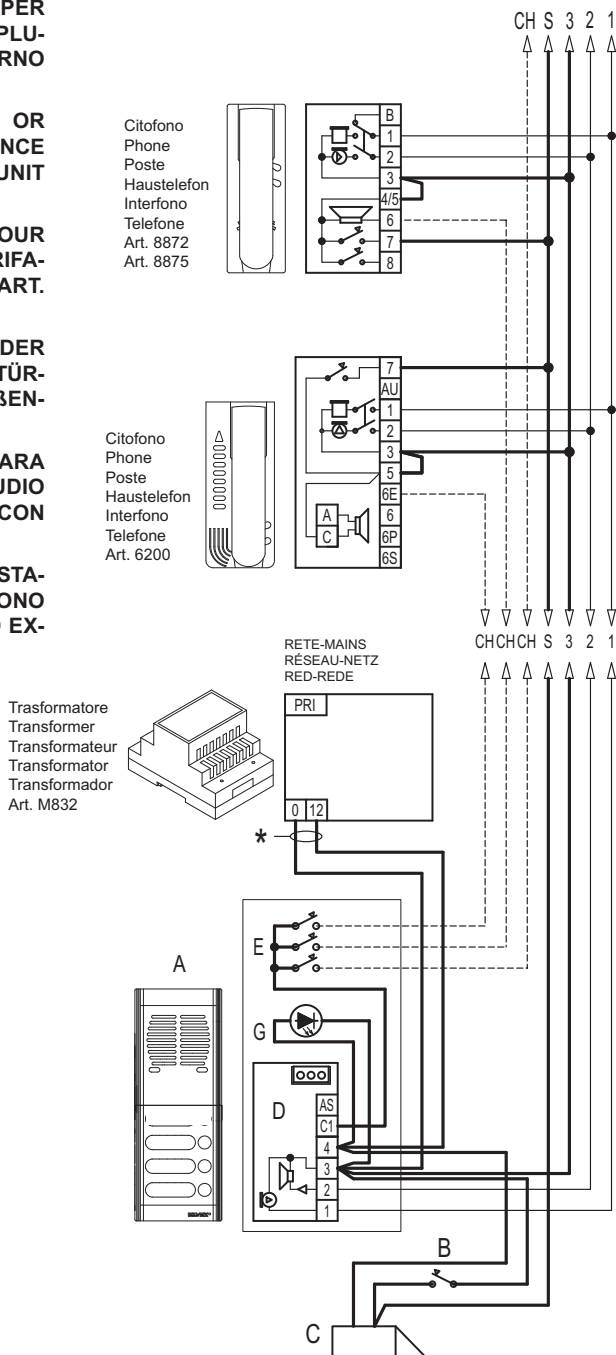 PER
PLU-
RNO
OR
NCE
UNIT
OUR
RIFA-
ART.
DER
TÜR-
ßEN-
ARA
UDIO
CON
STA-
ONO
EX-
CH S 3 2 1
Citofono
Phone
Poste
Haustelefon
Interfono
Telefone
Art. 8872
Art. 8875
B
1
2
3
4/5
6
7
8
Citofono
Phone
Poste
Haustelefon
Interfono
Telefone
Art. 6200
7
AU
1
2
3
5
6E
6
6P
6S
A
C
CH CH CH S 3 2 1
RETE-MAINS
RÉSEAU-NETZ
RED-REDE
PRI
0 12
*
Trasformatore
Transformer
Transformateur
Transformator
Transformador
Art. M832
A
E
G
D
AS
C1
4
3
2
1
B
C